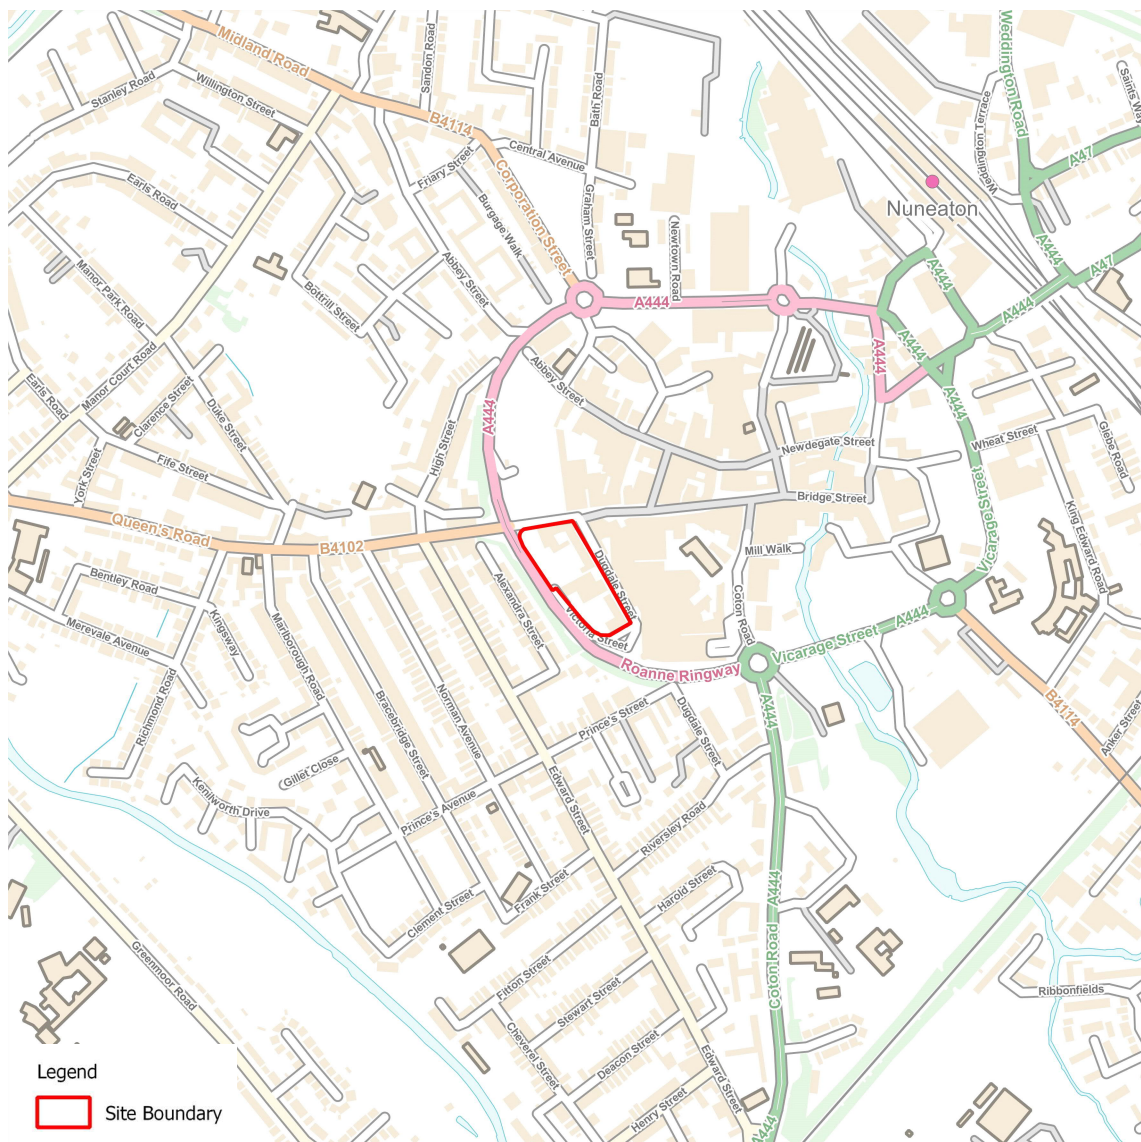 Midland Road
Sandon Road
Bath Road
Weddington Road
Saints Way
Stanley Road
Willington Street
B4114
Central Avenue
Weddington Terrace
A47
Friary Street
Corporation Street
Graham Street
Nuneaton
Earls Road
Burgage Walk
Newtown Road
A444
A47
Manor Park Road
Abbey Street
Bottrill Street
A444
A444
A444
A444
A444
Manor Court Road
Abbey Street
A444
Earls Road
Clarence Street
Duke Street
A444
High Street
Newdegate Street
Wheat Street
Glebe Road
York Street
Fife Street
Bridge Street
Vicarage Street
King Edward Road
Queen's Road
B4102
Mill Walk
Dugdale Street
Bentley Road
Alexandra Street
Coton Road
Merevale Avenue
Kingsway
Marlborough Road
Victoria Street
A444
Vicarage Street
Roanne Ringway
Richmond Road
Bracebridge Street
Norman Avenue
Prince's Street
Dugdale Street
A444
B4114
Anker Street
Gillet Close
Kenilworth Drive
Prince's Avenue
Edward Street
Riversley Road
Clement Street
Frank Street
Harold Street
A444
Coton Road
Greenmoor Road
Fitton Street
Stewart Street
Ribbonfields
Cheverel Street
Deacon Street
Edward Street
Henry Street
A444
Legend
Site Boundary